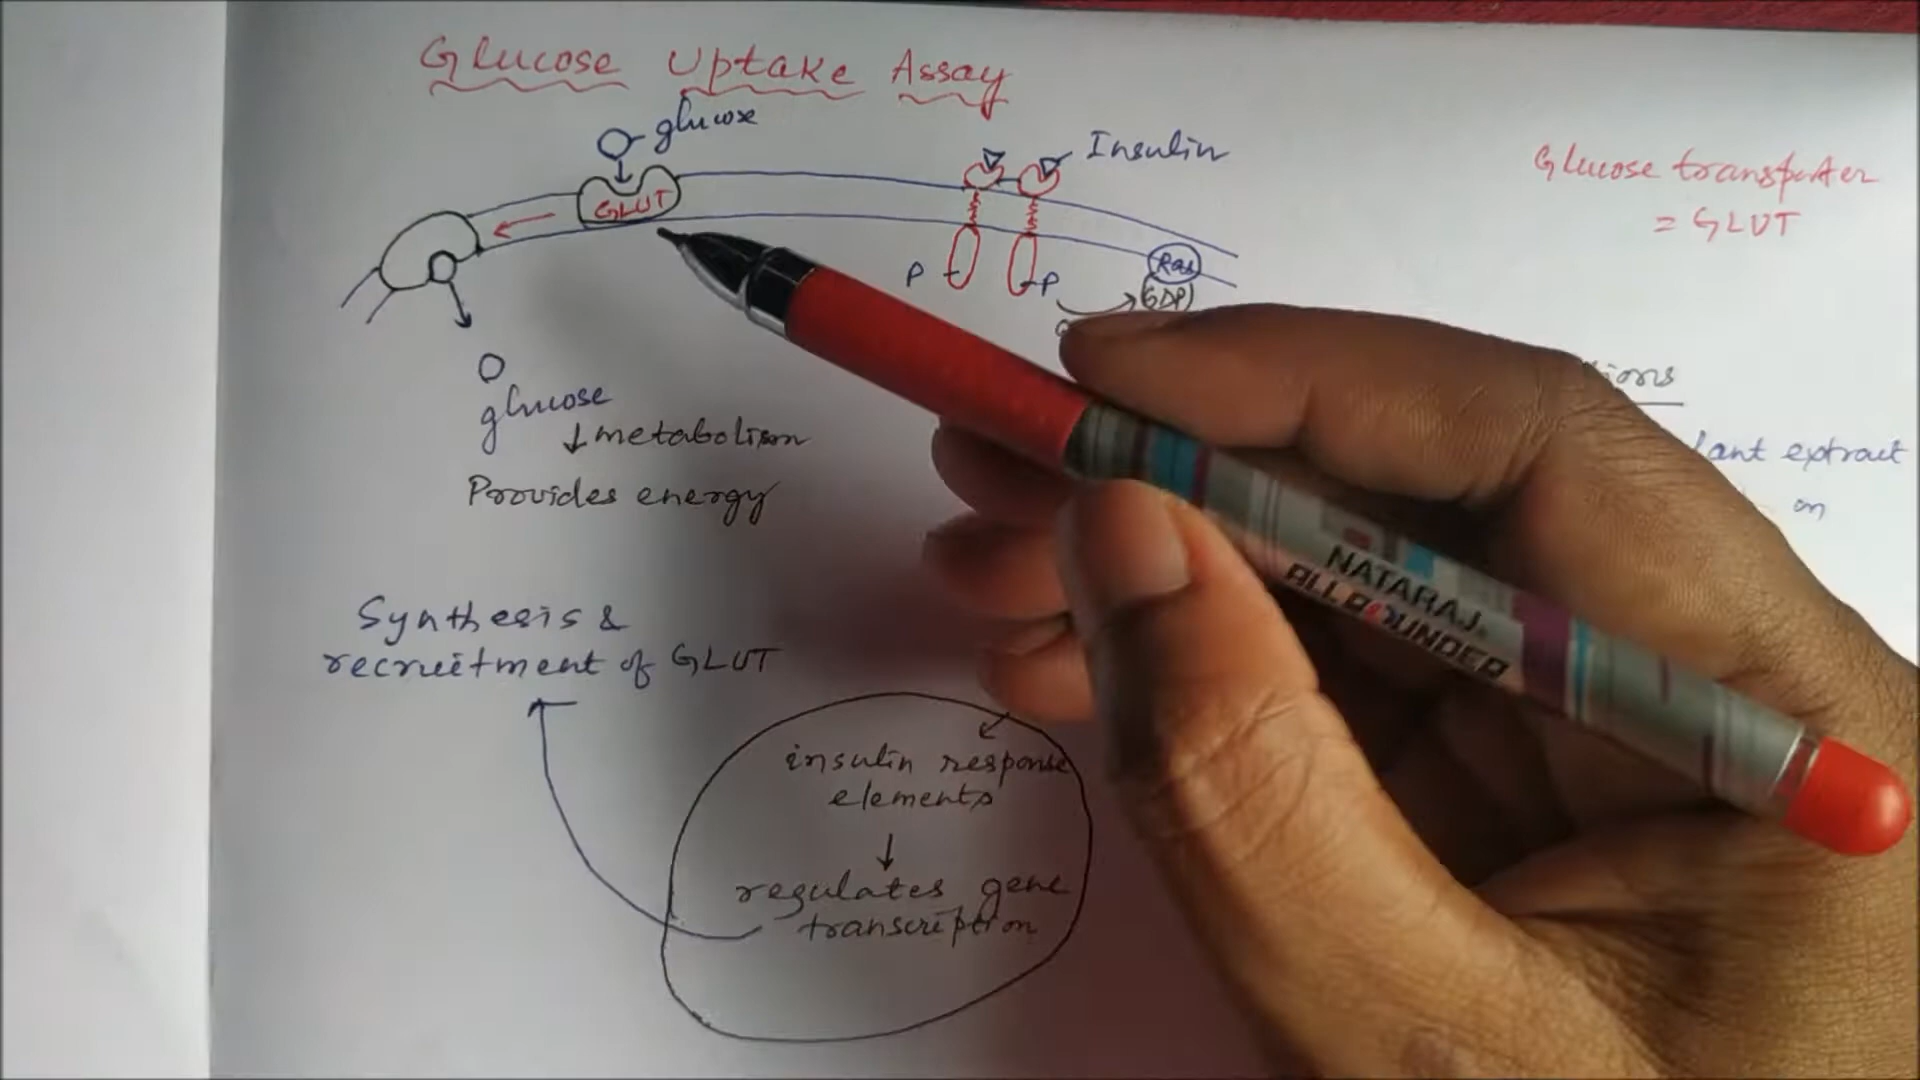 Glucose Uptake Assay
glucose
Insulin
Glucose transporter
= GLUT
GLUT
P
P
Ras
GDP
glucose
↓ metabolism
Provides energy
lant extract
on
Synthesis &
recruitment of GLUT
insulin response
elements
↓
regulates gene
transcription
NATARAJ
ALLROUNDER